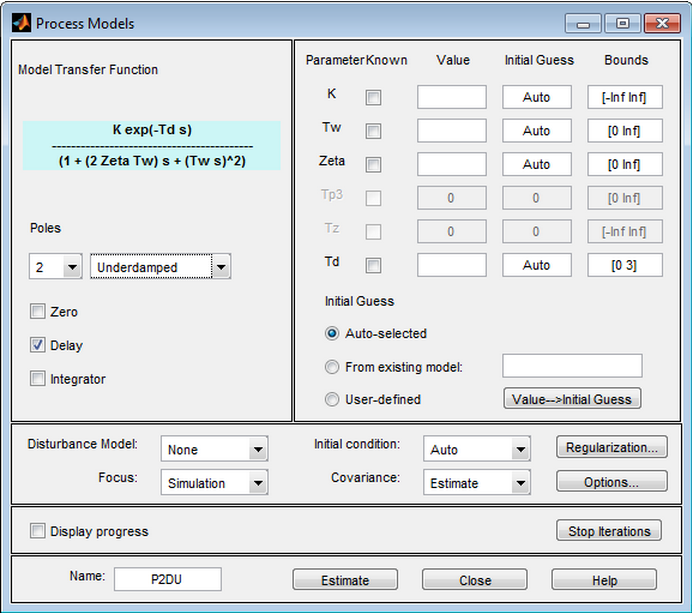 Process Models
Model Transfer Function
K exp(-Td s)
------------------------------------------
(1 + (2 Zeta Tw) s + (Tw s)^2)
Poles
2 Underdamped
Zero
Delay
Integrator
Parameter Known Value Initial Guess Bounds
K Auto [-Inf Inf]
Tw Auto [0 Inf]
Zeta Auto [0 Inf]
Tp3 0 0 [0 Inf]
Tz 0 0 [-Inf Inf]
Td Auto [0 3]
Initial Guess
Auto-selected
From existing model:
User-defined Value-->Initial Guess
Disturbance Model: None Initial condition: Auto Regularization...
Focus: Simulation Covariance: Estimate Options...
Display progress Stop Iterations
Name: P2DU Estimate Close Help